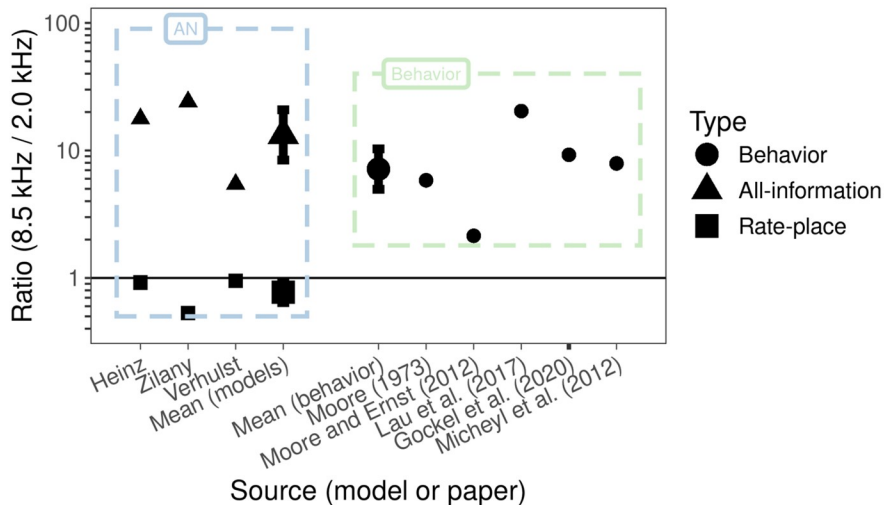 100
10
1
Ratio (8.5 kHz / 2.0 kHz)
AN
Behavior
Heinz
Zilany
Verhulst
Mean (models)
Mean (behavior)
Moore (1973)
Moore and Ernst (2012)
Lau et al. (2017)
Gockel et al. (2020)
Micheyl et al. (2012)
Source (model or paper)
Type
Behavior
All-information
Rate-place